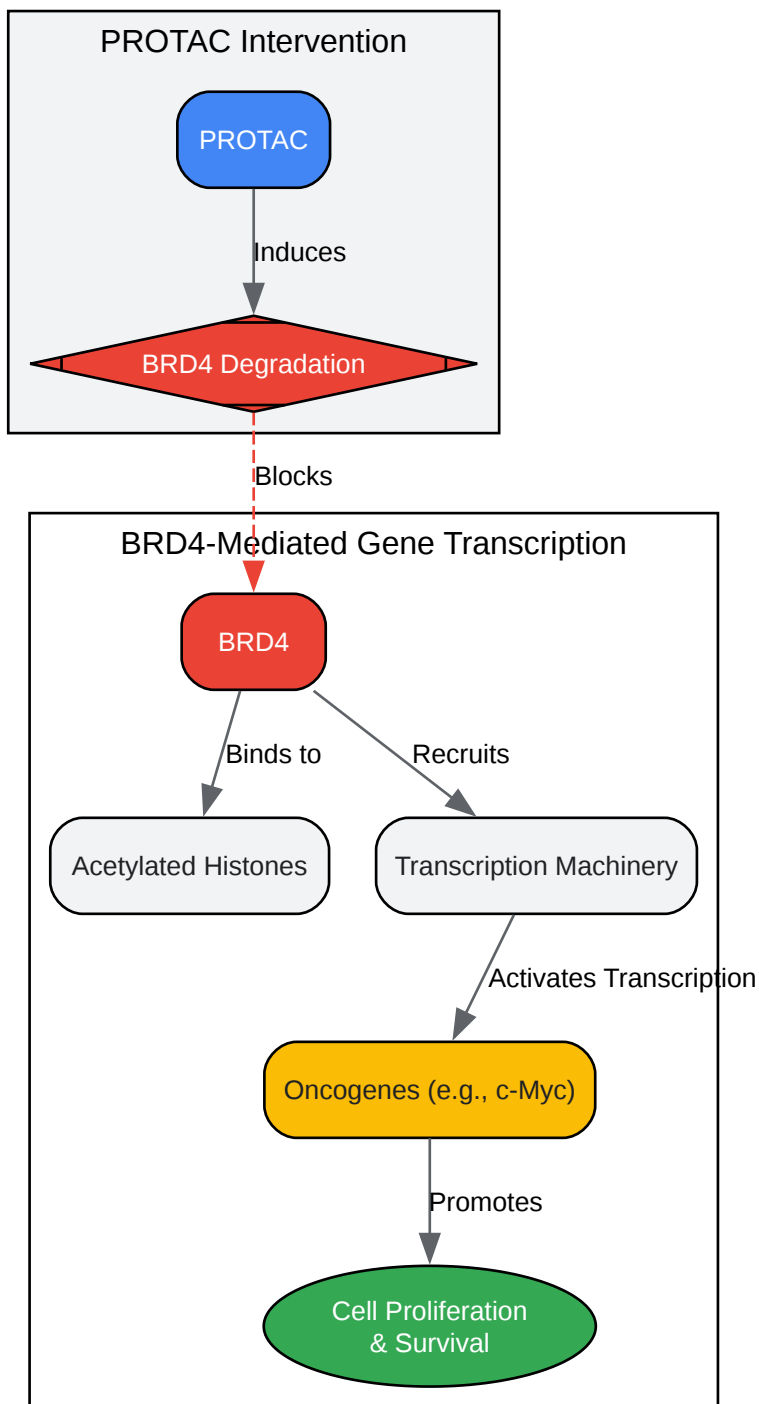 PROTAC Intervention
PROTAC
Induces
BRD4 Degradation
Blocks
BRD4-Mediated Gene Transcription
BRD4
Binds to
Recruits
Acetylated Histones
Transcription Machinery
Activates Transcription
Oncogenes (e.g., c-Myc)
Promotes
Cell Proliferation
& Survival